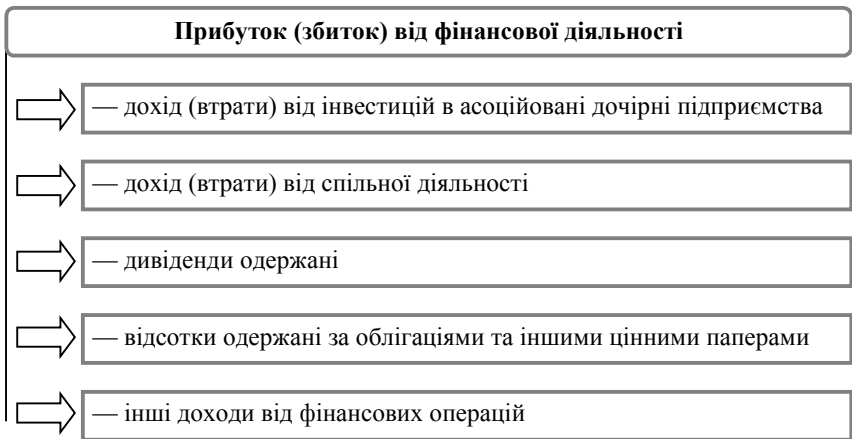 Прибуток (збиток) від фінансової діяльності
— дохід (втрати) від інвестицій в асоційовані дочірні підприємства
— дохід (втрати) від спільної діяльності
— дивіденди одержані
— відсотки одержані за облігаціями та іншими цінними паперами
— інші доходи від фінансових операцій